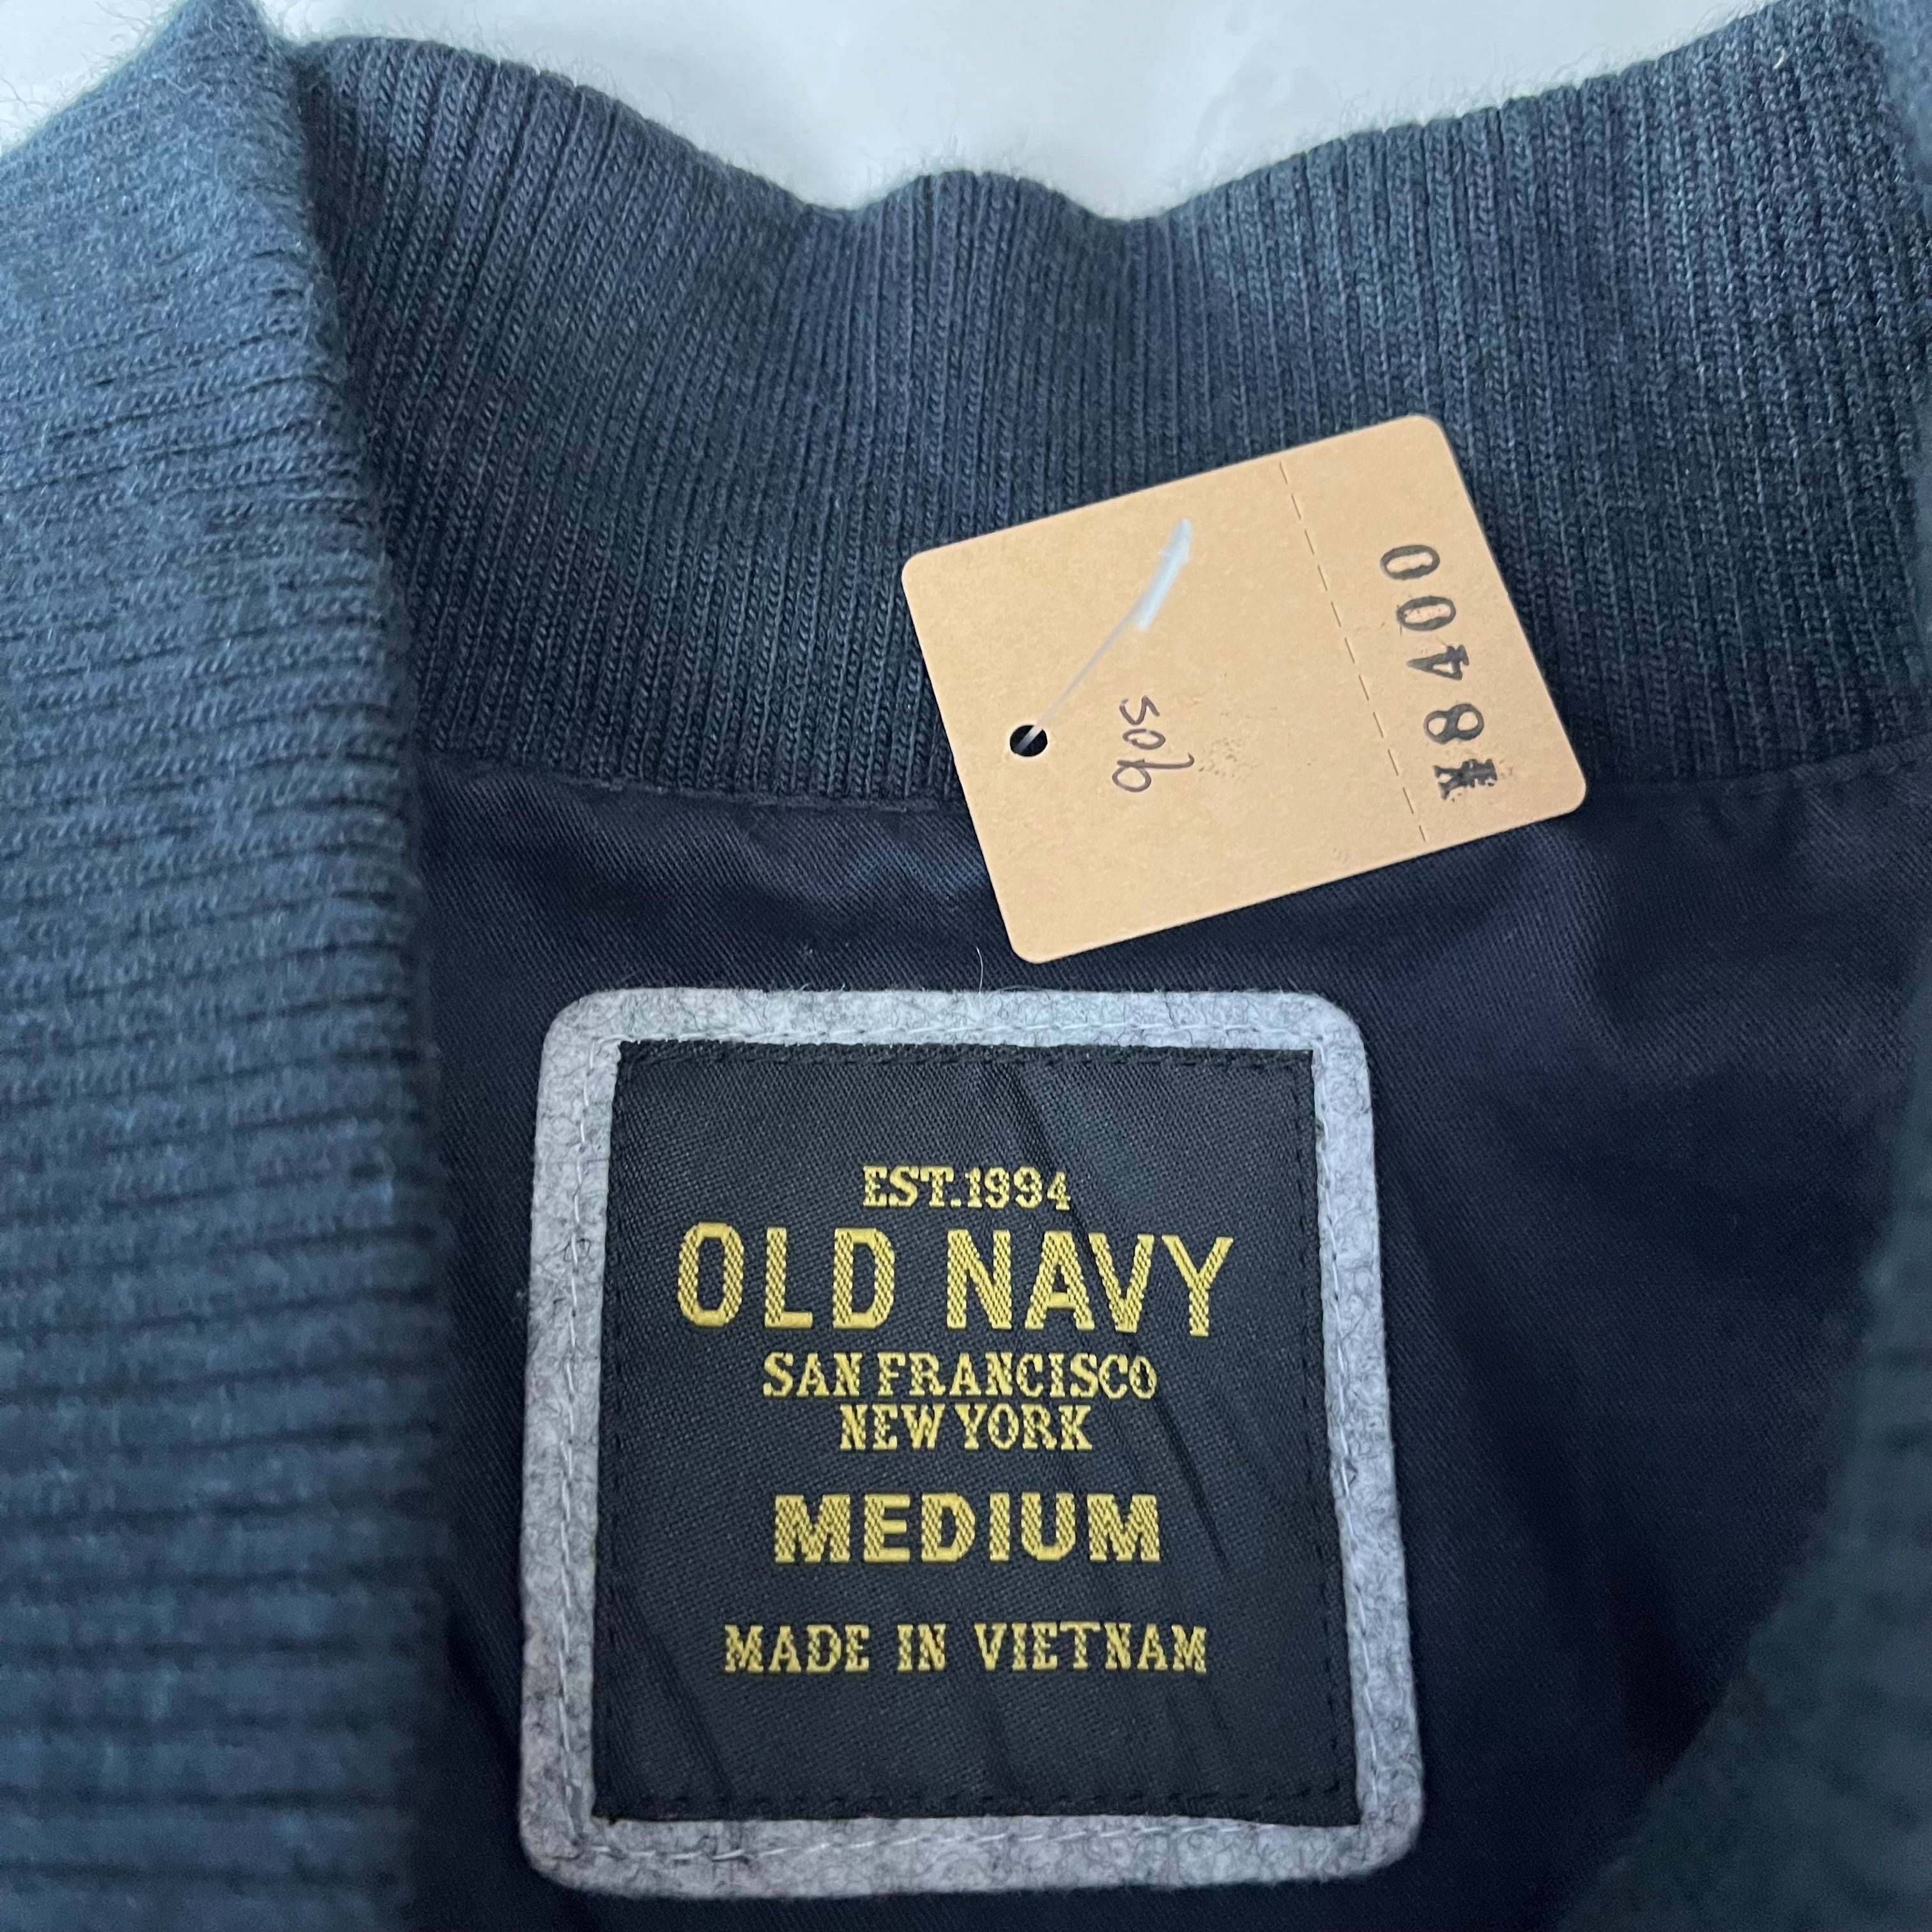 ¥8400
EST.1994
OLD NAVY
SAN FRANCISCO
NEW YORK
MEDIUM
MADE IN VIETNAM